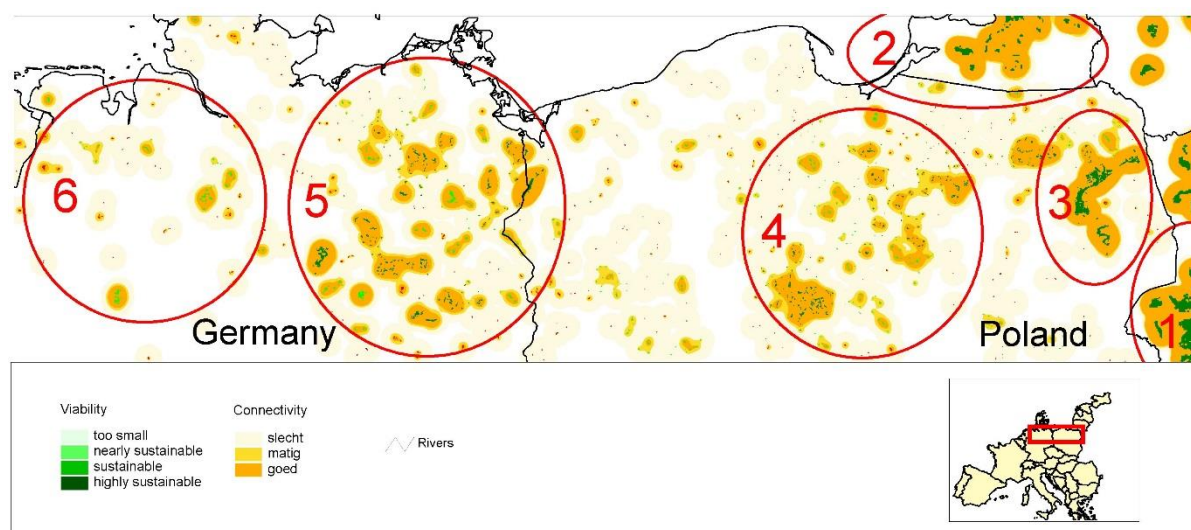 2
3
4
5
6
1
Germany
Poland
Viability
too small
nearly sustainable
sustainable
highly sustainable
Connectivity
slecht
matig
goed
Rivers